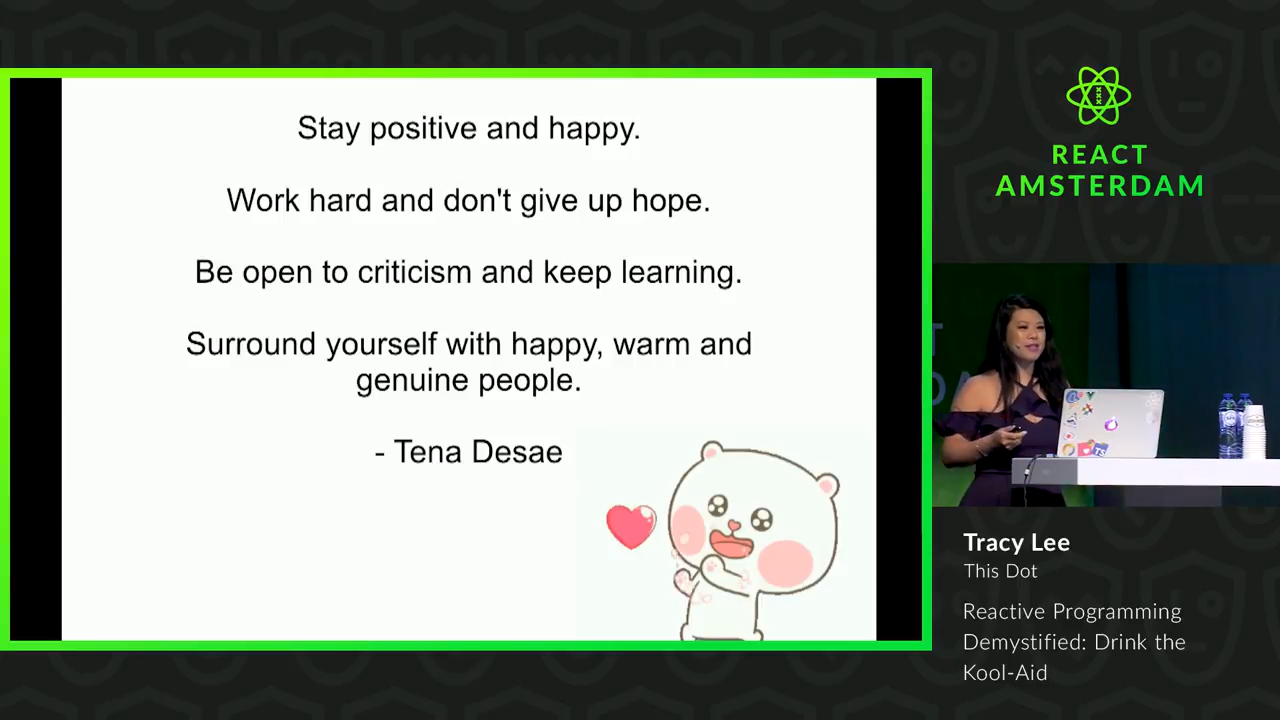 Stay positive and happy.
Work hard and don't give up hope.
Be open to criticism and keep learning.
Surround yourself with happy, warm and
genuine people.
- Tena Desae
REACT
AMSTERDAM
TS
Tracy Lee
This Dot
Reactive Programming
Demystified: Drink the
Kool-Aid